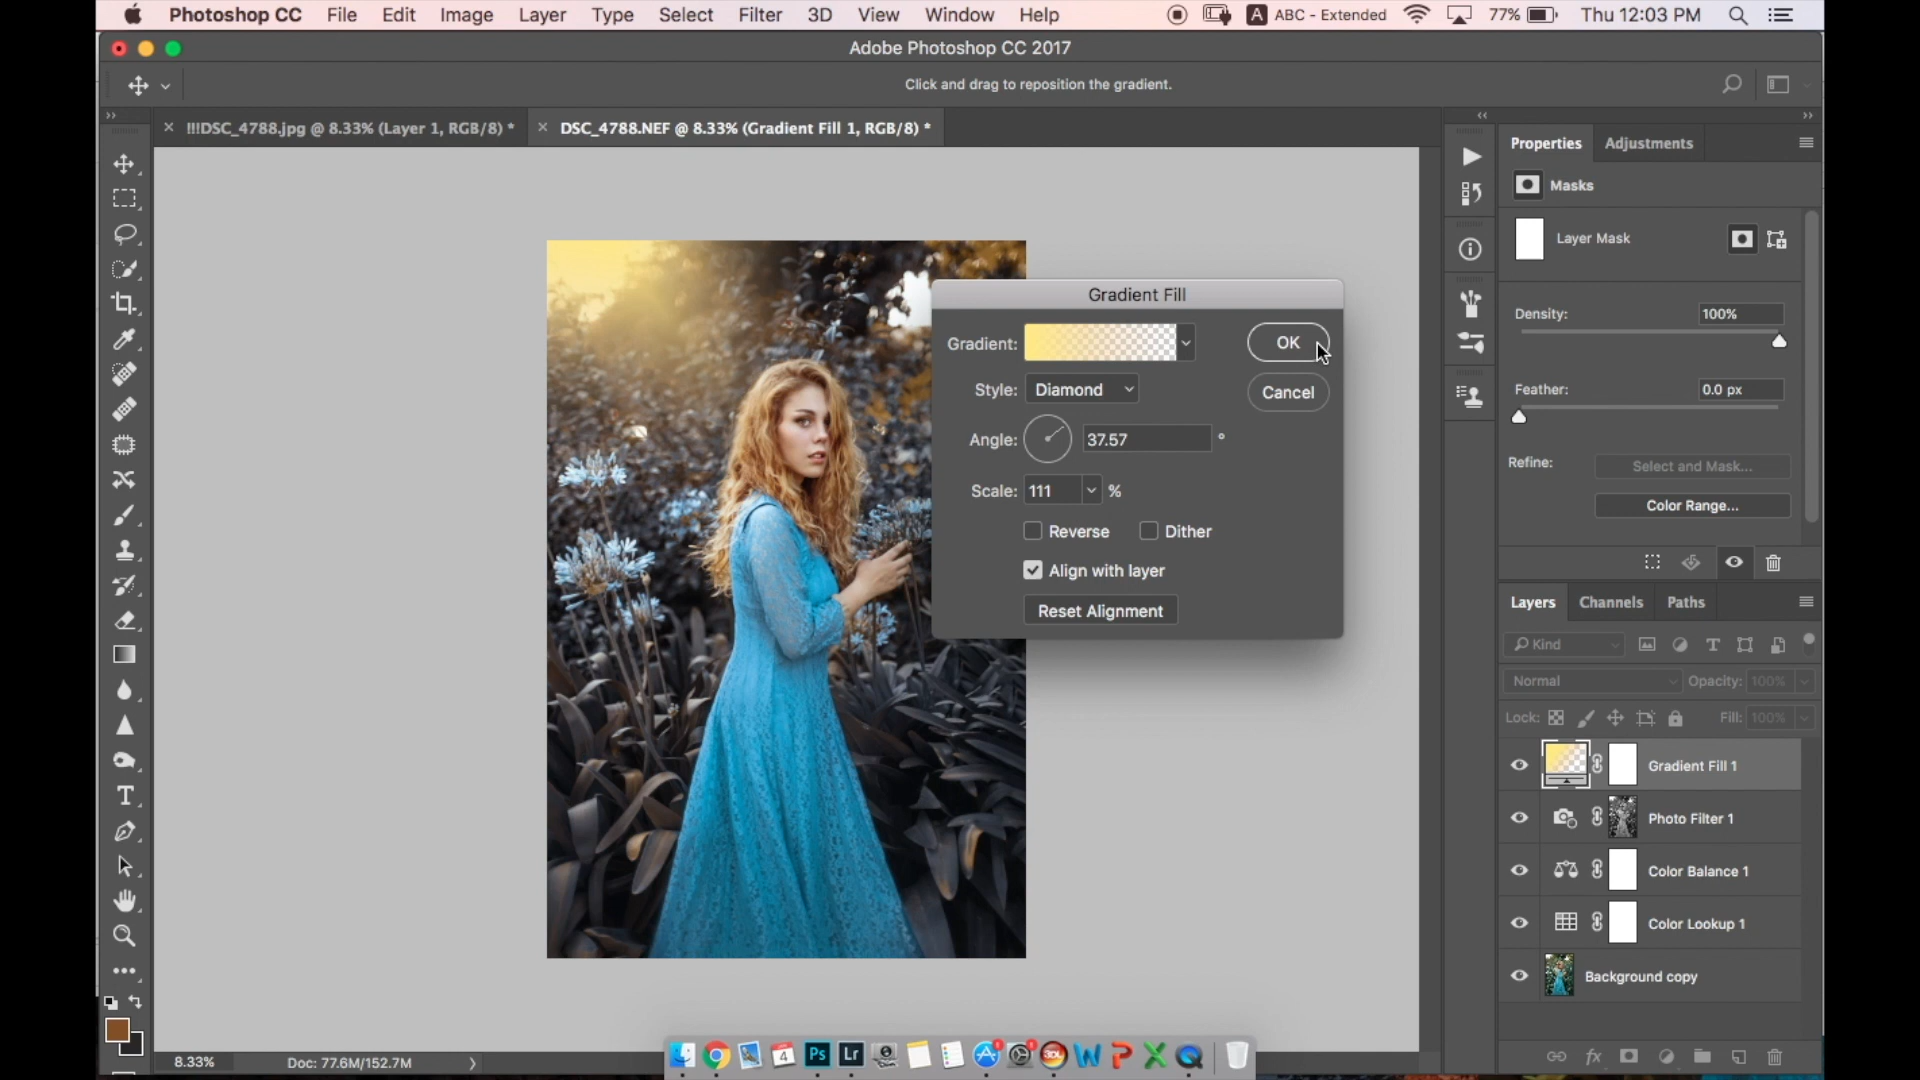 Photoshop CC File Edit Image Layer Type Select Filter 3D View Window Help A ABC - Extended 77% Thu 12:03 PM
Adobe Photoshop CC 2017
Click and drag to reposition the gradient.
!!!DSC_4788.jpg @ 8.33% (Layer 1, RGB/8) *
DSC_4788.NEF @ 8.33% (Gradient Fill 1, RGB/8) *
Properties Adjustments
Masks
Layer Mask
Density: 100%
Feather: 0.0 px
Refine: Select and Mask...
Color Range...
Gradient Fill
Gradient: OK
Style: Diamond Cancel
Angle: 37.57 °
Scale: 111 %
Reverse Dither
Align with layer
Reset Alignment
Layers Channels Paths
Kind T
Normal Opacity: 100%
Lock: Fill: 100%
Gradient Fill 1
Photo Filter 1
Color Balance 1
Color Lookup 1
Background copy
fx
T
8.33% Doc: 77.6M/152.7M
4 Ps Lr 3DL W P X